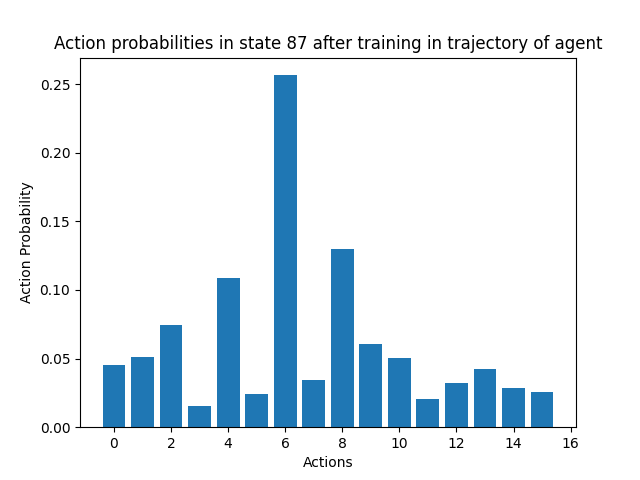 Action probabilities in state 87 after training in trajectory of agent
0.25
0.20
0.15
0.10
0.05
0.00
Action Probability
0 2 4 6 8 10 12 14 16
Actions